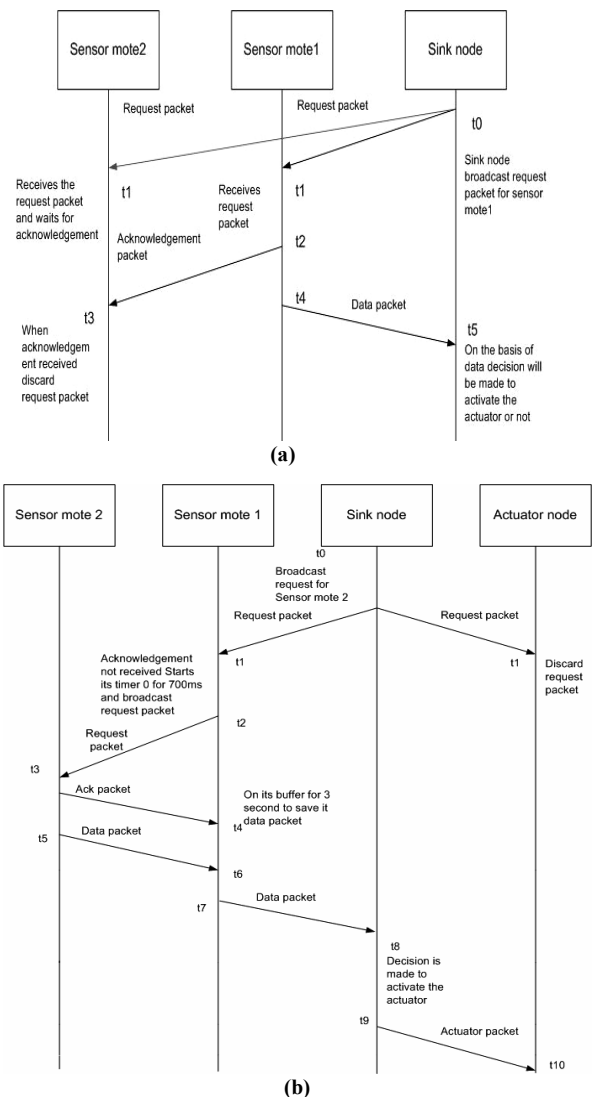 Sensor mote2
Sensor mote1
Sink node
Request packet
Request packet
t0
Receives the
request packet
and waits for
acknowledgement
t1
Receives
request
packet
t1
Sink node
broadcast request
packet for sensor
mote1
Acknowledgement
packet
t2
t3
t4
Data packet
t5
When
acknowledgem
ent received
discard
request packet
On the basis of
data decision will
be made to
activate the
actuator or not
(a)
Sensor mote 2
Sensor mote 1
Sink node
Actuator node
t0
Broadcast
request for
Sensor mote 2
Request packet
Request packet
t1
t1
Discard
request
packet
Acknowledgement
not received Starts
its timer 0 for 700ms
and broadcast
request packet
t2
Request
packet
t3
Ack packet
On its buffer for 3
second to save it
data packet
t4
t5
Data packet
t6
Data packet
t7
t8
Decision is
made to
activate the
actuator
t9
Actuator packet
t10
(b)